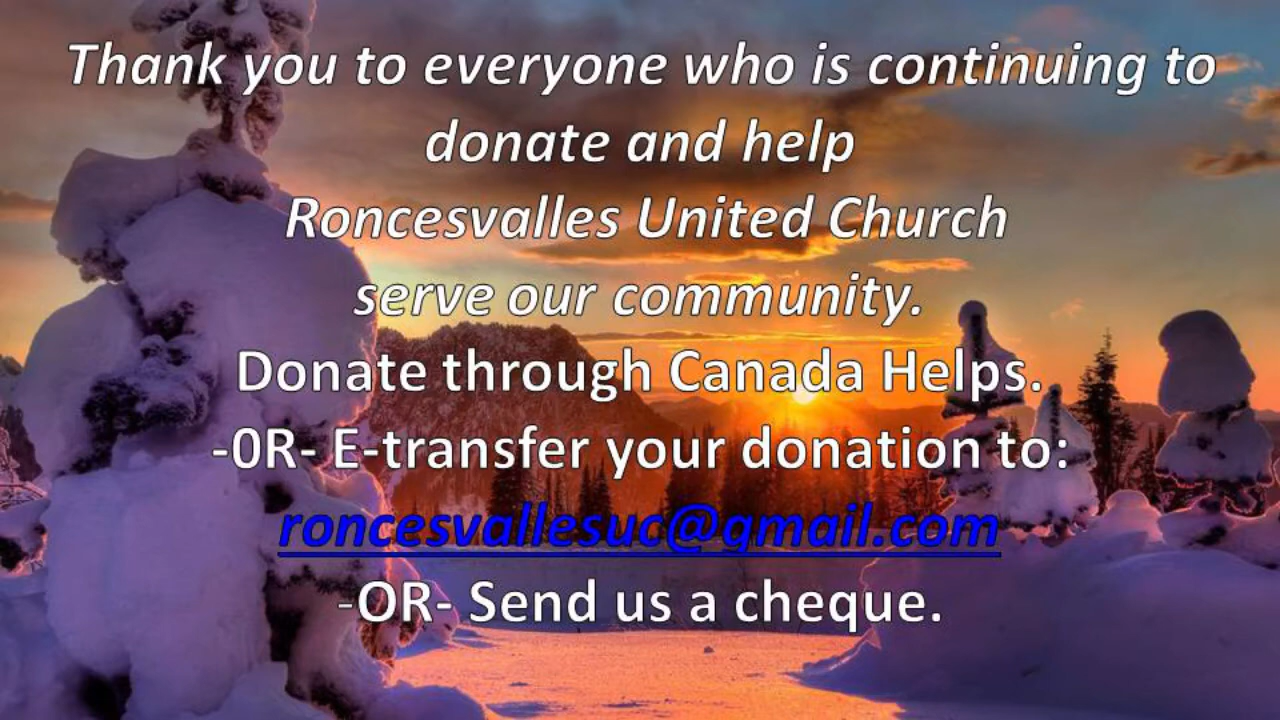 Thank you to everyone who is continuing to
donate and help
Roncesvalles United Church
serve our community.
Donate through Canada Helps.
-0R- E-transfer your donation to:
roncesvallesuc@gmail.com
-OR- Send us a cheque.